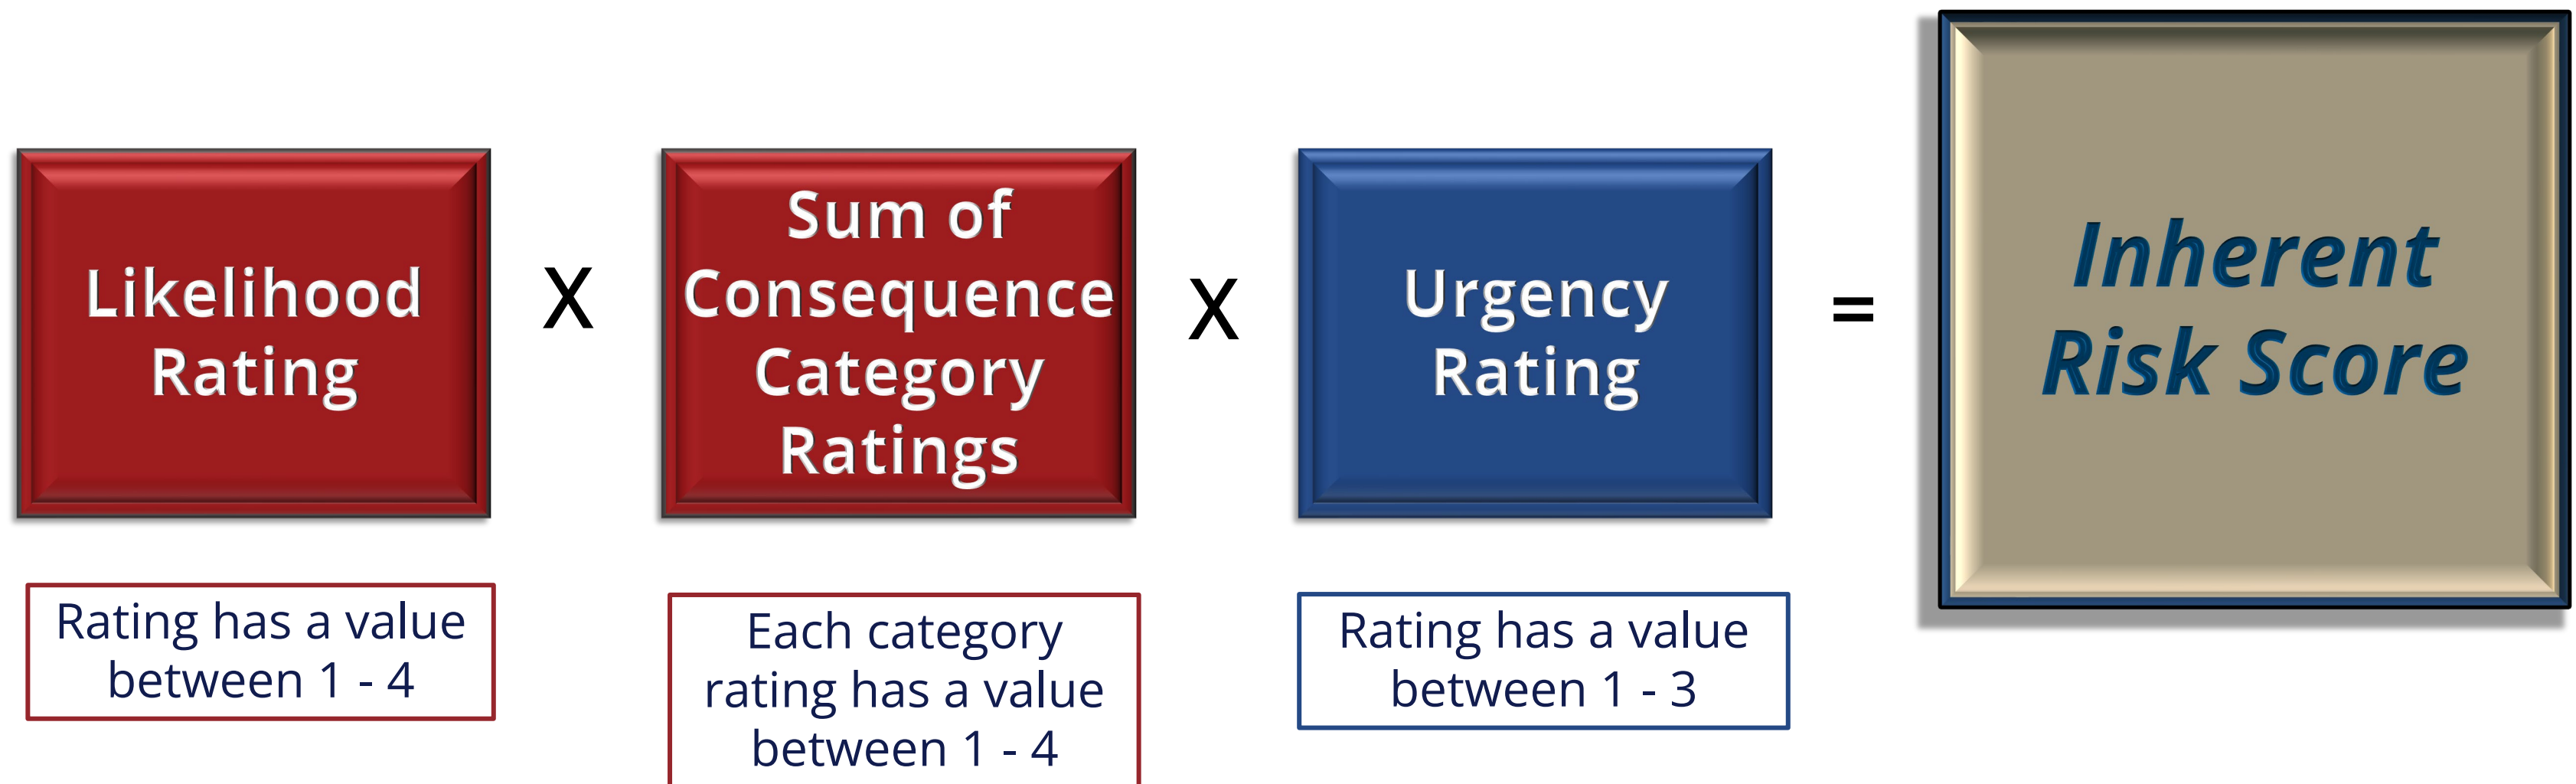 Likelihood
Rating
X
Sum of
Consequence
Category
Ratings
X
Urgency
Rating
=
Inherent
Risk Score
Rating has a value
between 1 - 4
Each category
rating has a value
between 1 - 4
Rating has a value
between 1 - 3